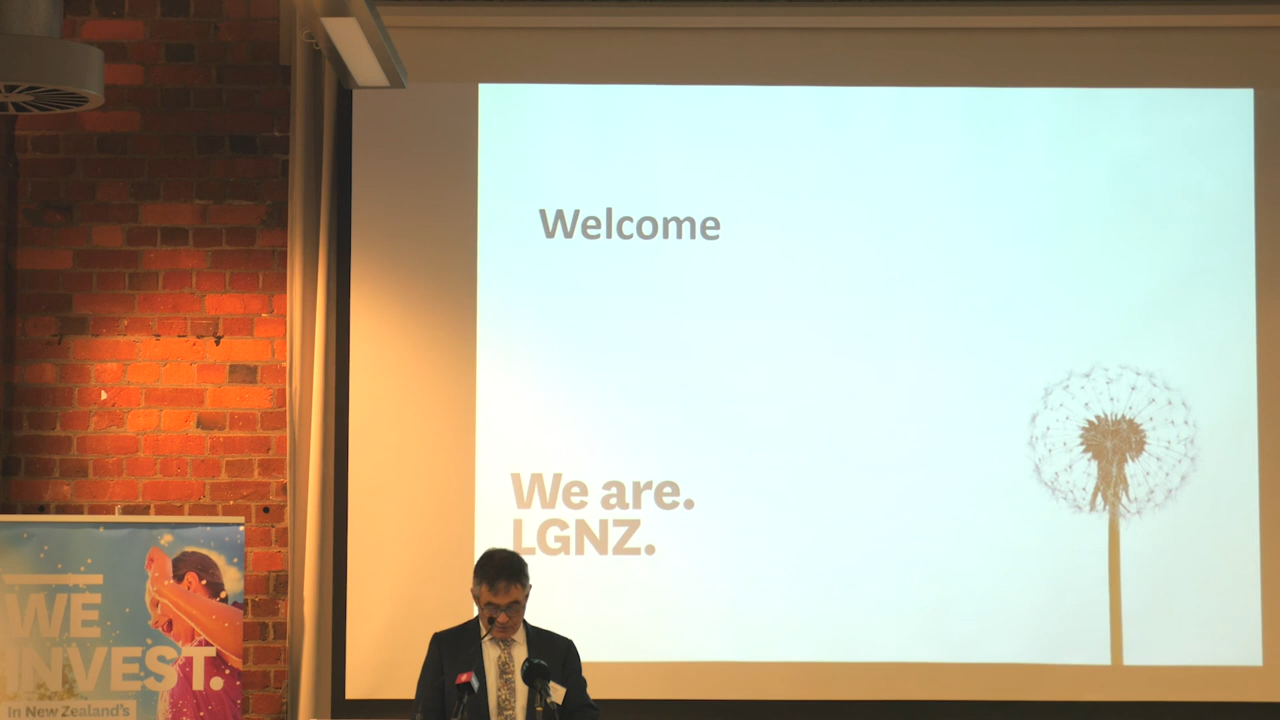 Welcome
We are.
LGNZ.
WE
INVEST.
In New Zealand's